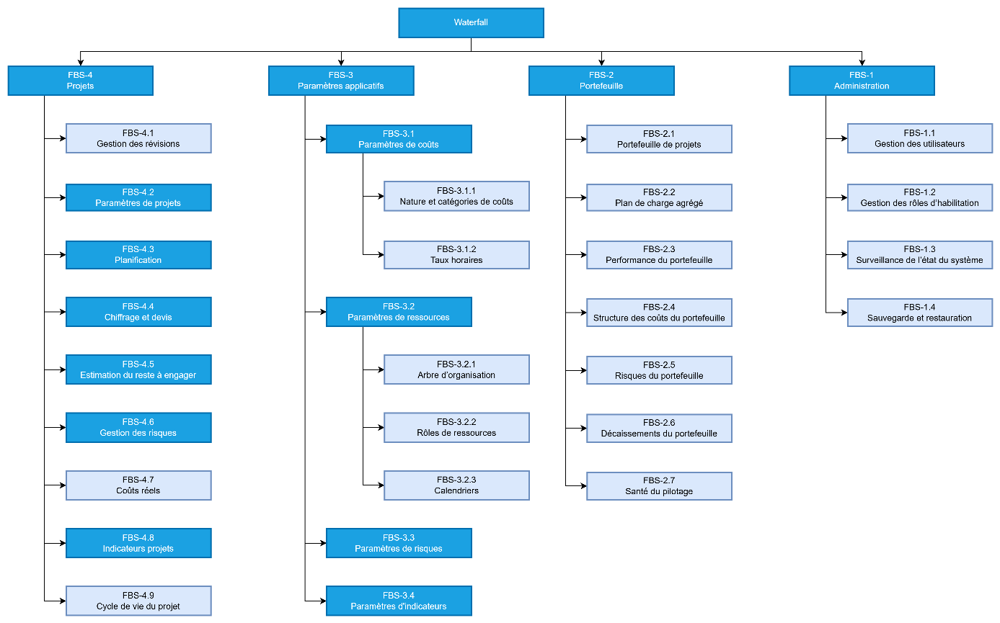 Waterfall
FBS-4
Projets
FBS-4.1
Gestion des révisions
FBS-4.2
Paramètres de projets
FBS-4.3
Planification
FBS-4.4
Chiffrage et devis
FBS-4.5
Estimation du reste à engager
FBS-4.6
Gestion des risques
FBS-4.7
Coûts réels
FBS-4.8
Indicateurs projets
FBS-4.9
Cycle de vie du projet
FBS-3
Paramètres applicatifs
FBS-3.1
Paramètres de coûts
FBS-3.1.1
Nature et catégories de coûts
FBS-3.1.2
Taux horaires
FBS-3.2
Paramètres de ressources
FBS-3.2.1
Arbre d'organisation
FBS-3.2.2
Rôles de ressources
FBS-3.2.3
Calendriers
FBS-3.3
Paramètres de risques
FBS-3.4
Paramètres d'indicateurs
FBS-2
Portefeuille
FBS-2.1
Portefeuille de projets
FBS-2.2
Plan de charge agrégé
FBS-2.3
Performance du portefeuille
FBS-2.4
Structure des coûts du portefeuille
FBS-2.5
Risques du portefeuille
FBS-2.6
Décaissements du portefeuille
FBS-2.7
Santé du pilotage
FBS-1
Administration
FBS-1.1
Gestion des utilisateurs
FBS-1.2
Gestion des rôles d'habilitation
FBS-1.3
Surveillance de l'état du système
FBS-1.4
Sauvegarde et restauration